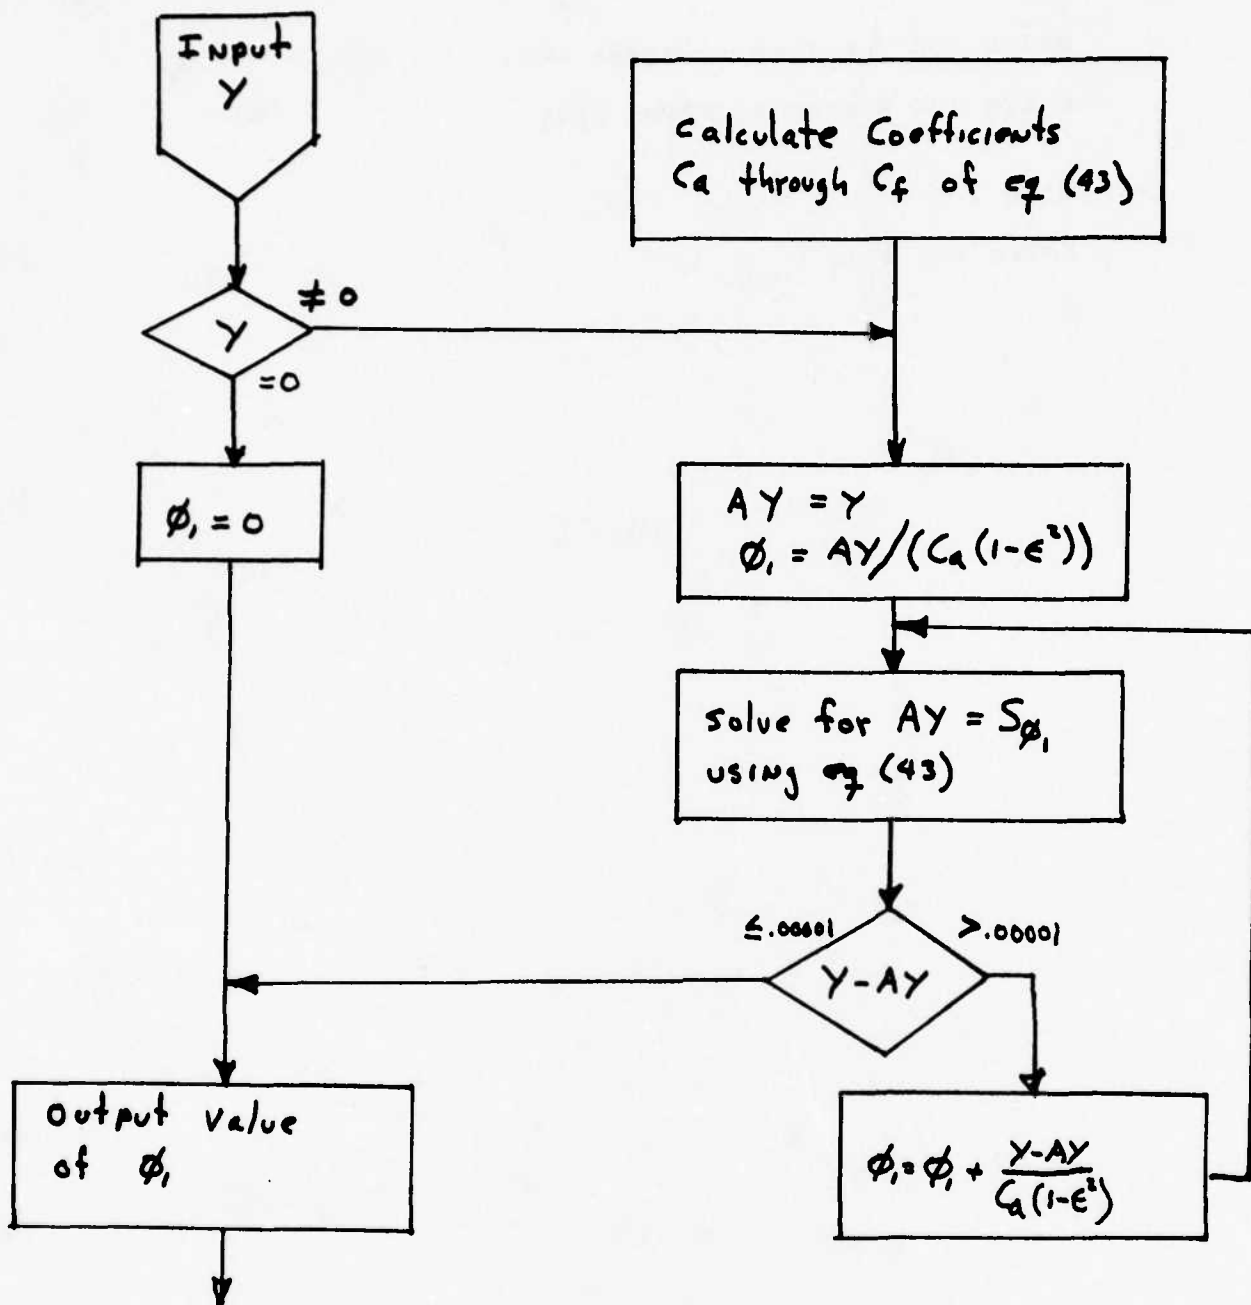 Input
Y
Calculate Coefficients
Ca through Cf of eq (43)
Y
≠ 0
= 0
ϕ₁ = 0
AY = Y
ϕ₁ = AY/(Ca(1-ϵ²))
Solve for AY = Sϕ₁
using eq (43)
≤.00001
>.00001
Y-AY
Output Value
of ϕ₁
ϕ₁ = ϕ₁ + Y-AY
Ca(1-ϵ²)